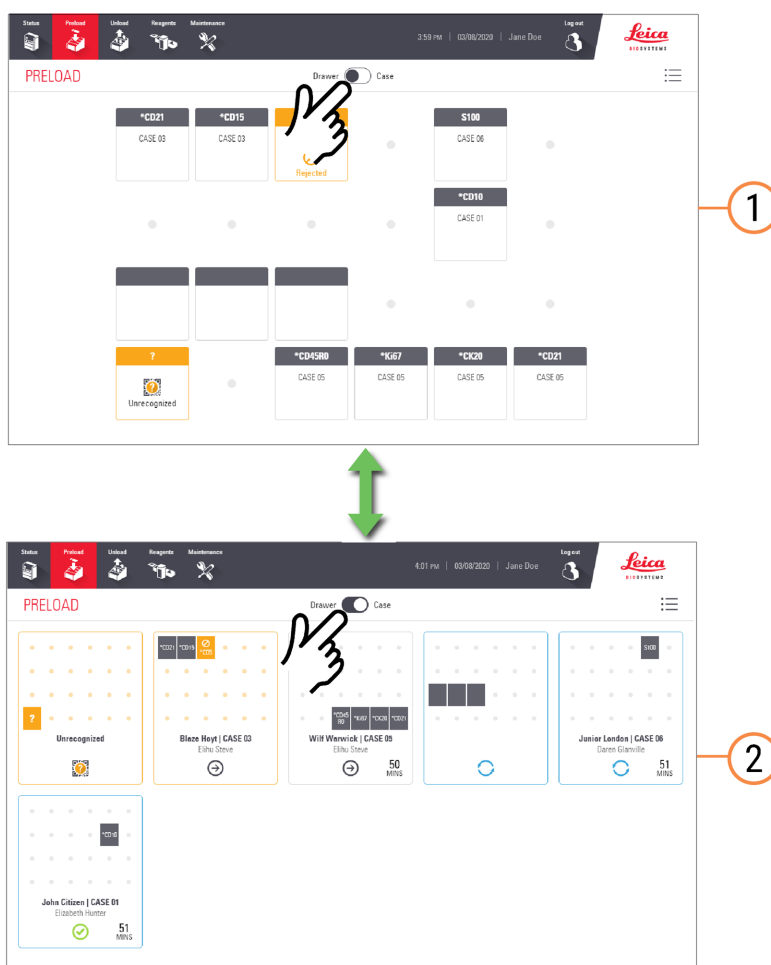 Status Preload Unload Reagents Maintenance
3:59 PM | 03/08/2020 | Jane Doe
Log out
Leica
BIOSYSTEMS
PRELOAD
Drawer Case
*CD21 *CD15 S100
CASE 03 CASE 03 CASE 06
Rejected
*CD10
CASE 01
1
? *CD45RO *Ki67 *CK20 *CD21
CASE 05 CASE 05 CASE 05 CASE 05
?
Unrecognized
Status Preload Unload Reagents Maintenance
4:01 PM | 03/08/2020 | Jane Doe
Log out
Leica
BIOSYSTEMS
PRELOAD
Drawer Case
*CD21 *CD15 *CD5 S100
? *CD45 RO *Ki67 *CK20 *CD21
Unrecognized
Blaze Hoyt | CASE 03
Elihu Steve
Wilf Warwick | CASE 05
Elihu Steve
Junior London | CASE 06
Daren Glanville
?
50 MINS
51 MINS
2
*CD10
John Citizen | CASE 01
Elizabeth Hunter
51 MINS